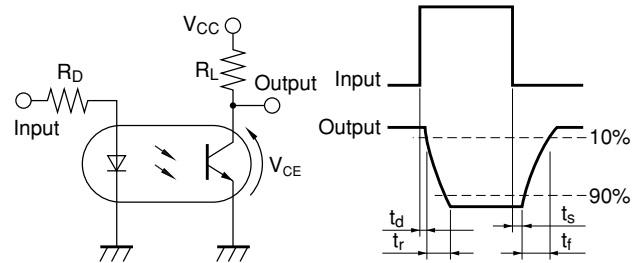 V_CC
R_D
R_L
Output
Input
V_CE
Input
Output
10%
90%
t_d
t_s
t_r
t_f